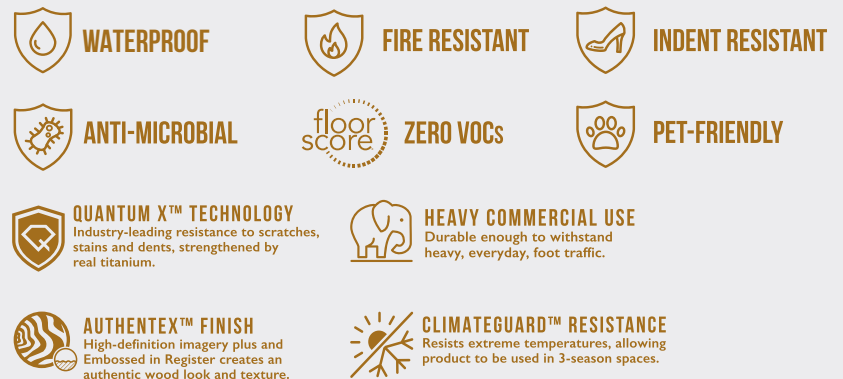 WATERPROOF
FIRE RESISTANT
INDENT RESISTANT
ANTI-MICROBIAL
floor
score
ZERO VOCs
PET-FRIENDLY
QUANTUM X™ TECHNOLOGY
Industry-leading resistance to scratches,
stains and dents, strengthened by
real titanium.
HEAVY COMMERCIAL USE
Durable enough to withstand
heavy, everyday, foot traffic.
AUTHENTEX™ FINISH
High-definition imagery plus and
Embossed in Register creates an
authentic wood look and texture.
CLIMATEGUARD™ RESISTANCE
Resists extreme temperatures, allowing
product to be used in 3-season spaces.